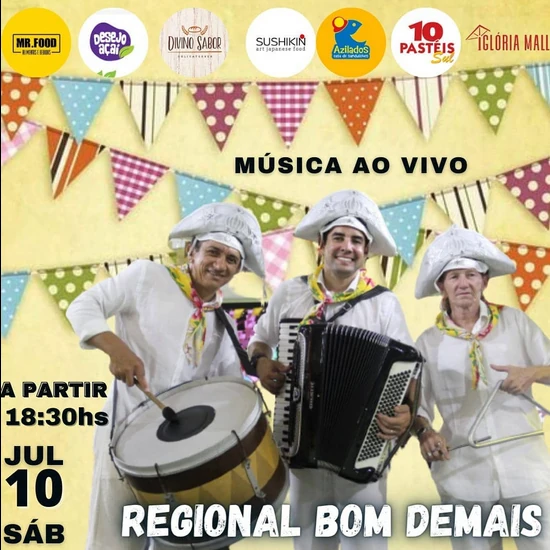 MR.FOOD
DESEJO
AÇAÍ
DIVINO SABOR
SUSHIKIN
art japanese food
Azilados
10
PASTÉIS
Sul
IGLÓRIA MALL
MÚSICA AO VIVO
A PARTIR
18:30hs
JUL
10
SÁB
REGIONAL BOM DEMAIS